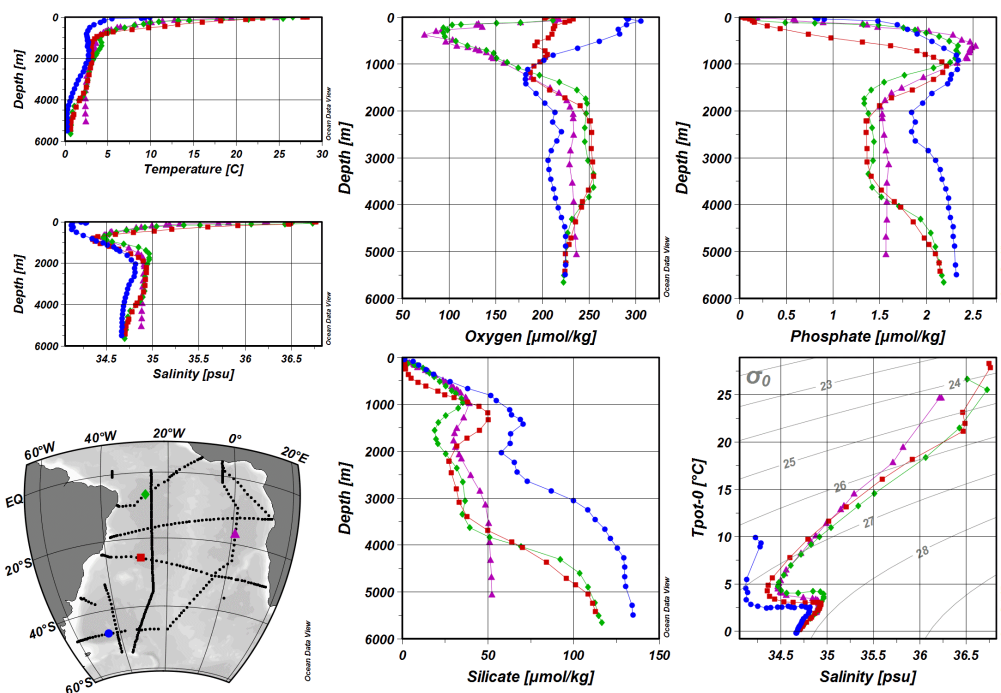 0
2000
4000
6000
Depth [m]
0
5
10
15
20
25
30
Temperature [C]
Ocean Data View
0
2000
4000
6000
Depth [m]
34.5
35
35.5
36
36.5
Salinity [psu]
Ocean Data View
0
1000
2000
3000
4000
5000
6000
Depth [m]
50
100
150
200
250
300
Oxygen [µmol/kg]
Ocean Data View
0
1000
2000
3000
4000
5000
6000
Depth [m]
0
0.5
1
1.5
2
2.5
Phosphate [µmol/kg]
Ocean Data View
60°W
40°W
20°W
0°
20°E
EQ
20°S
40°S
60°S
Ocean Data View
0
1000
2000
3000
4000
5000
6000
Depth [m]
0
50
100
150
Silicate [µmol/kg]
Ocean Data View
σ0
23
24
25
26
27
28
25
20
15
10
5
0
Tpot-0 [°C]
34.5
35
35.5
36
36.5
Salinity [psu]
Ocean Data View